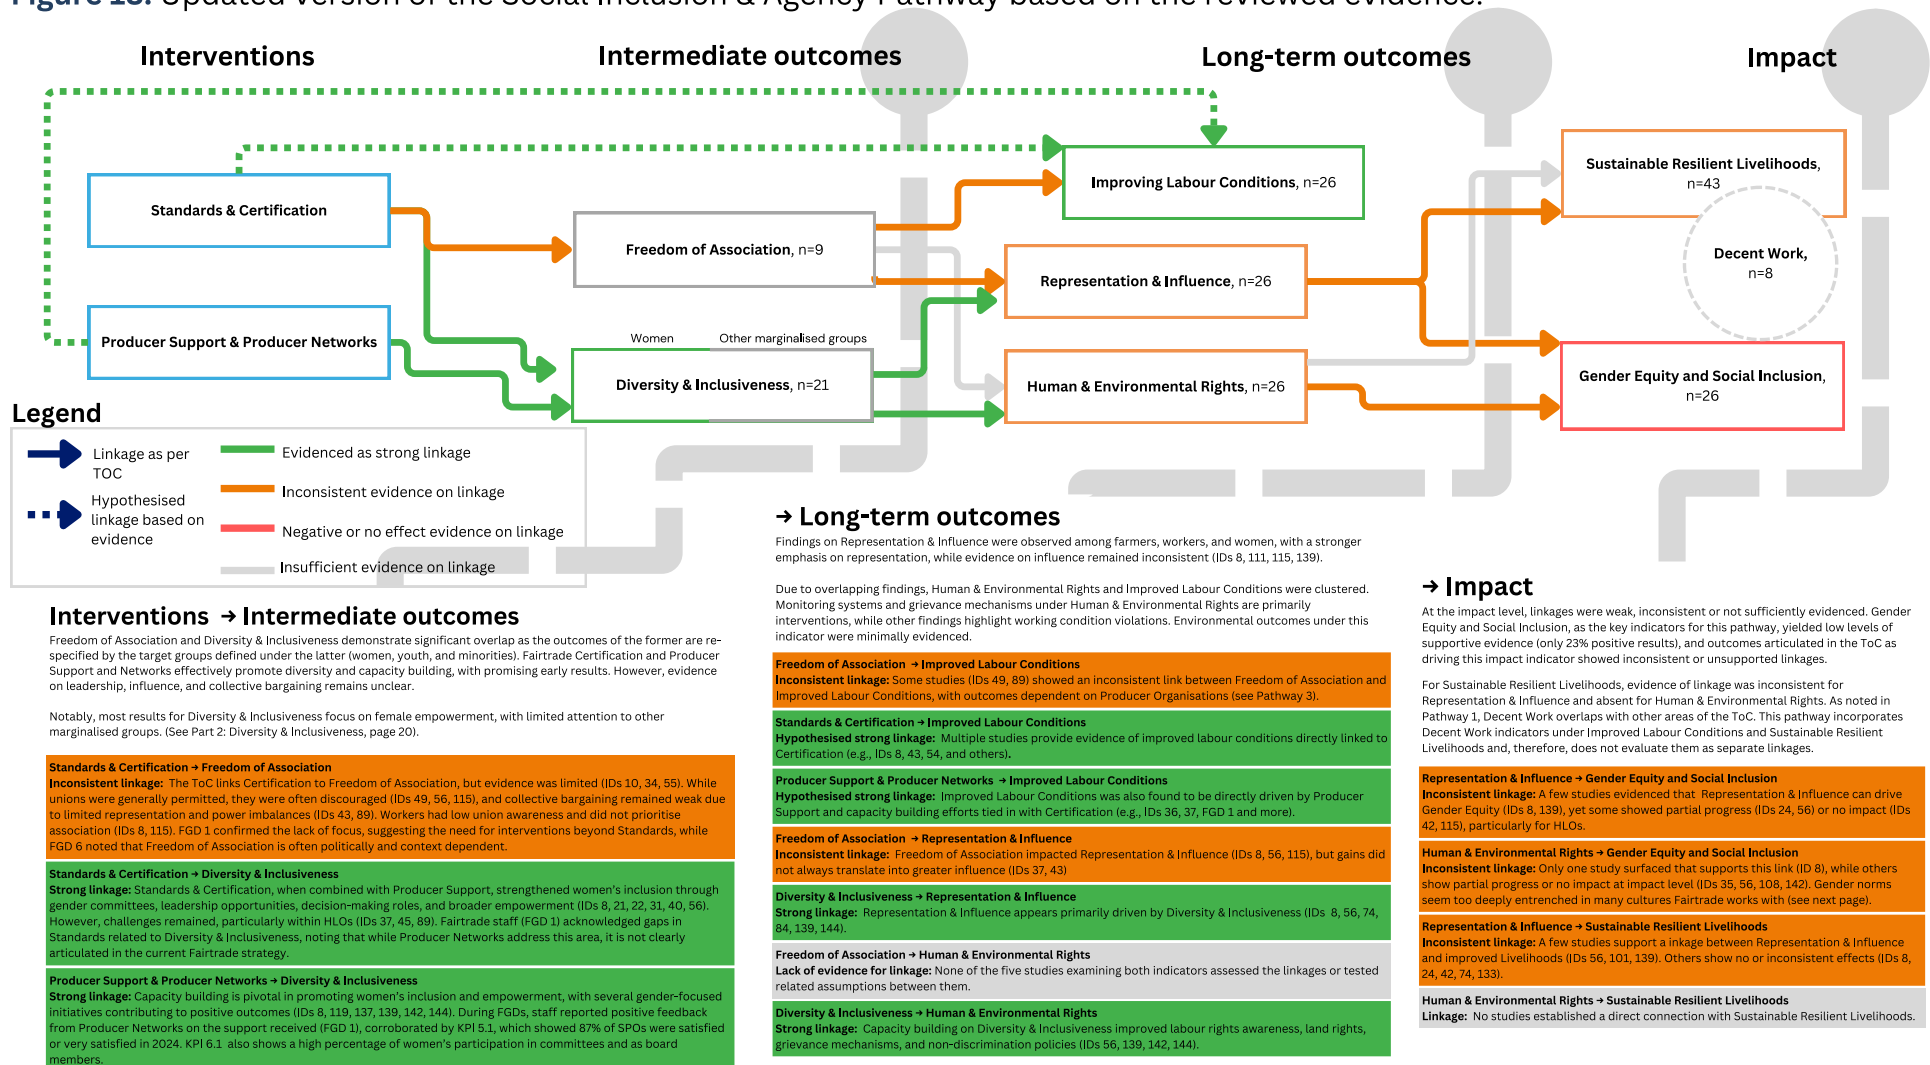 Figure 18. Updated version of the Social Inclusion & Agency Pathway based on the reviewed evidence.
Interventions
Intermediate outcomes
Long-term outcomes
Impact
Standards & Certification
Producer Support & Producer Networks
Freedom of Association, n=9
Women
Other marginalised groups
Diversity & Inclusiveness, n=21
Improving Labour Conditions, n=26
Representation & Influence, n=26
Human & Environmental Rights, n=26
Sustainable Resilient Livelihoods,
n=43
Decent Work,
n=8
Gender Equity and Social Inclusion,
n=26
Legend
Linkage as per
TOC
Hypothesised
linkage based on
evidence
Evidenced as strong linkage
Inconsistent evidence on linkage
Negative or no effect evidence on linkage
Insufficient evidence on linkage
Interventions → Intermediate outcomes
Freedom of Association and Diversity & Inclusiveness demonstrate significant overlap as the outcomes of the former are re-
specified by the target groups defined under the latter (women, youth, and minorities). Fairtrade Certification and Producer
Support and Networks effectively promote diversity and capacity building, with promising early results. However, evidence
on leadership, influence, and collective bargaining remains unclear.
Notably, most results for Diversity & Inclusiveness focus on female empowerment, with limited attention to other
marginalised groups. (See Part 2: Diversity & Inclusiveness, page 20).
Standards & Certification → Freedom of Association
Inconsistent linkage: The ToC links Certification to Freedom of Association, but evidence was limited (IDs 10, 34, 55). While
unions were generally permitted, they were often discouraged (IDs 49, 56, 115), and collective bargaining remained weak due
to limited representation and power imbalances (IDs 43, 89). Workers had low union awareness and did not prioritise
association (IDs 8, 115). FGD 1 confirmed the lack of focus, suggesting the need for interventions beyond Standards, while
FGD 6 noted that Freedom of Association is often politically and context dependent.
Standards & Certification → Diversity & Inclusiveness
Strong linkage: Standards & Certification, when combined with Producer Support, strengthened women's inclusion through
gender committees, leadership opportunities, decision-making roles, and broader empowerment (IDs 8, 21, 22, 31, 40, 56).
However, challenges remained, particularly within HLOs (IDs 37, 45, 89). Fairtrade staff (FGD 1) acknowledged gaps in
Standards related to Diversity & Inclusiveness, noting that while Producer Networks address this area, it is not clearly
articulated in the current Fairtrade strategy.
Producer Support & Producer Networks → Diversity & Inclusiveness
Strong linkage: Capacity building is pivotal in promoting women's inclusion and empowerment, with several gender-focused
initiatives contributing to positive outcomes (IDs 8, 119, 137, 139, 142, 144). During FGDs, staff reported positive feedback
from Producer Networks on the support received (FGD 1), corroborated by KPI 5.1, which showed 87% of SPOs were satisfied
or very satisfied in 2024. KPI 6.1 also shows a high percentage of women's participation in committees and as board
members.
→ Long-term outcomes
Findings on Representation & Influence were observed among farmers, workers, and women, with a stronger
emphasis on representation, while evidence on influence remained inconsistent (IDs 8, 111, 115, 139).
Due to overlapping findings, Human & Environmental Rights and Improved Labour Conditions were clustered.
Monitoring systems and grievance mechanisms under Human & Environmental Rights are primarily
interventions, while other findings highlight working condition violations. Environmental outcomes under this
indicator were minimally evidenced.
Freedom of Association → Improved Labour Conditions
Inconsistent linkage: Some studies (IDs 49, 89) showed an inconsistent link between Freedom of Association and
Improved Labour Conditions, with outcomes dependent on Producer Organisations (see Pathway 3).
Standards & Certification → Improved Labour Conditions
Hypothesised strong linkage: Multiple studies provide evidence of improved labour conditions directly linked to
Certification (e.g., IDs 8, 43, 54, and others).
Producer Support & Producer Networks → Improved Labour Conditions
Hypothesised strong linkage: Improved Labour Conditions was also found to be directly driven by Producer
Support and capacity building efforts tied in with Certification (e.g., IDs 36, 37, FGD 1 and more).
Freedom of Association → Representation & Influence
Inconsistent linkage: Freedom of Association impacted Representation & Influence (IDs 8, 56, 115), but gains did
not always translate into greater influence (IDs 37, 43)
Diversity & Inclusiveness → Representation & Influence
Strong linkage: Representation & Influence appears primarily driven by Diversity & Inclusiveness (IDs 8, 56, 74,
84, 139, 144).
Freedom of Association → Human & Environmental Rights
Lack of evidence for linkage: None of the five studies examining both indicators assessed the linkages or tested
related assumptions between them.
Diversity & Inclusiveness → Human & Environmental Rights
Strong linkage: Capacity building on Diversity & Inclusiveness improved labour rights awareness, land rights,
grievance mechanisms, and non-discrimination policies (IDs 56, 139, 142, 144).
→ Impact
At the impact level, linkages were weak, inconsistent or not sufficiently evidenced. Gender
Equity and Social Inclusion, as the key indicators for this pathway, yielded low levels of
supportive evidence (only 23% positive results), and outcomes articulated in the ToC as
driving this impact indicator showed inconsistent or unsupported linkages.
For Sustainable Resilient Livelihoods, evidence of linkage was inconsistent for
Representation & Influence and absent for Human & Environmental Rights. As noted in
Pathway 1, Decent Work overlaps with other areas of the ToC. This pathway incorporates
Decent Work indicators under Improved Labour Conditions and Sustainable Resilient
Livelihoods and, therefore, does not evaluate them as separate linkages.
Representation & Influence → Gender Equity and Social Inclusion
Inconsistent linkage: A few studies evidenced that Representation & Influence can drive
Gender Equity (IDs 8, 139), yet some showed partial progress (IDs 24, 56) or no impact (IDs
42, 115), particularly for HLOs.
Human & Environmental Rights → Gender Equity and Social Inclusion
Inconsistent linkage: Only one study surfaced that supports this link (ID 8), while others
show partial progress or no impact at impact level (IDs 35, 56, 108, 142). Gender norms
seem too deeply entrenched in many cultures Fairtrade works with (see next page).
Representation & Influence → Sustainable Resilient Livelihoods
Inconsistent linkage: A few studies support a inkage between Representation & Influence
and improved Livelihoods (IDs 56, 101, 139). Others show no or inconsistent effects (IDs 8,
24, 42, 74, 133).
Human & Environmental Rights → Sustainable Resilient Livelihoods
Linkage: No studies established a direct connection with Sustainable Resilient Livelihoods.